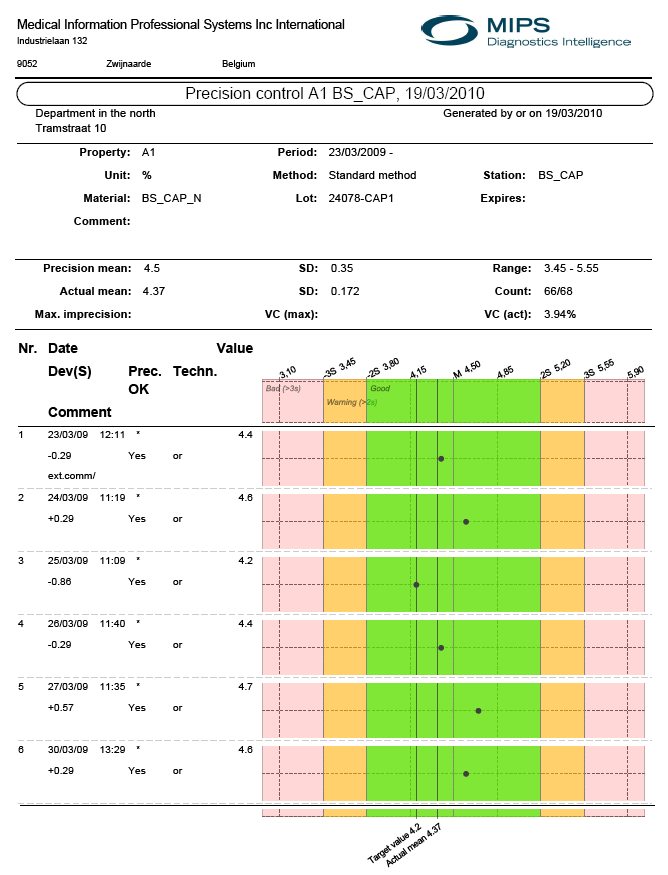 Medical Information Professional Systems Inc International
Industrielaan 132
9052 Zwijnaarde Belgium
MIPS
Diagnostics Intelligence
Precision control A1 BS_CAP, 19/03/2010
Department in the north Generated by or on 19/03/2010
Tramstraat 10
Property: A1 Period: 23/03/2009 -
Unit: % Method: Standard method Station: BS_CAP
Material: BS_CAP_N Lot: 24078-CAP1 Expires:
Comment:
Precision mean: 4.5 SD: 0.35 Range: 3.45 - 5.55
Actual mean: 4.37 SD: 0.172 Count: 66/68
Max. imprecision: VC (max): VC (act): 3.94%
Nr. Date Value
Dev(S) Prec. OK Techn.
Comment
3,10 -3S 3,45 -2S 3,80 4,15 M 4,50 4,85 2S 5,20 3S 5,55 5,90
Bad (>3s) Good
Warning (>2s)
1 23/03/09 12:11 * 4.4
-0.29 Yes or
ext.comm/
2 24/03/09 11:19 * 4.6
+0.29 Yes or
3 25/03/09 11:09 * 4.2
-0.86 Yes or
4 26/03/09 11:40 * 4.4
-0.29 Yes or
5 27/03/09 11:35 * 4.7
+0.57 Yes or
6 30/03/09 13:29 * 4.6
+0.29 Yes or
Target value 4.2
Actual mean 4.37